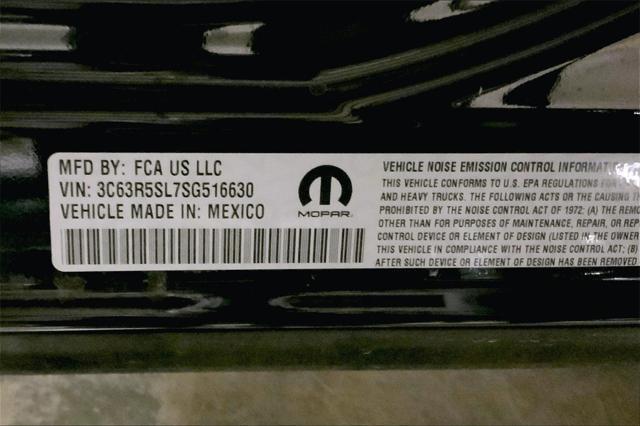 MFD BY: FCA US LLC
VIN: 3C63R5SL7SG516630
VEHICLE MADE IN: MEXICO
MOPAR
VEHICLE NOISE EMISSION CONTROL INFORMAT
THIS VEHICLE CONFORMS TO U.S. EPA REGULATIONS
AND HEAVY TRUCKS. THE FOLLOWING ACTS OR THE CAUSING
PROHIBITED BY THE NOISE CONTROL ACT OF 1972: (A) THE REMO
OTHER THAN FOR PURPOSES OF MAINTENANCE, REPAIR, OR REP
CONTROL DEVICE OR ELEMENT OF DESIGN (LISTED IN THE OWNER
THIS VEHICLE IN COMPLIANCE WITH THE NOISE CONTROL ACT; (B)
AFTER SUCH DEVICE OR ELEMENT OF DESIGN HAS BEEN REMOVED